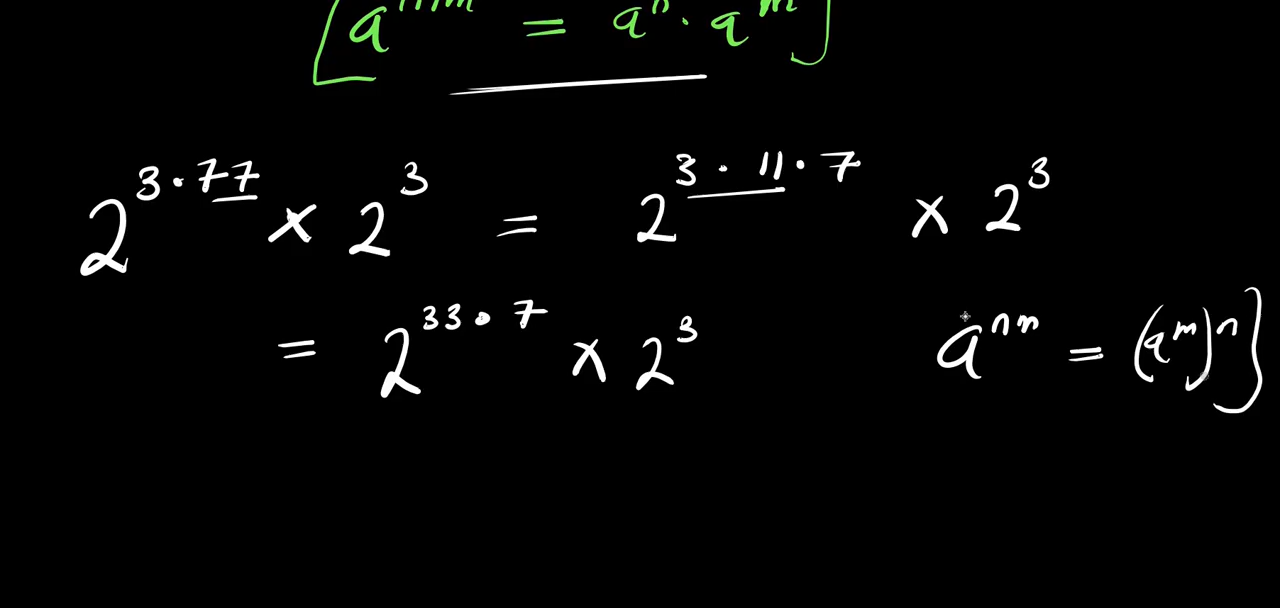 [a^{n+m} = a^n · a^m]
2^{3·77} × 2^3 = 2^{3·11·7} × 2^3
= 2^{33·7} × 2^3 a^{nm} = (a^m)^n}